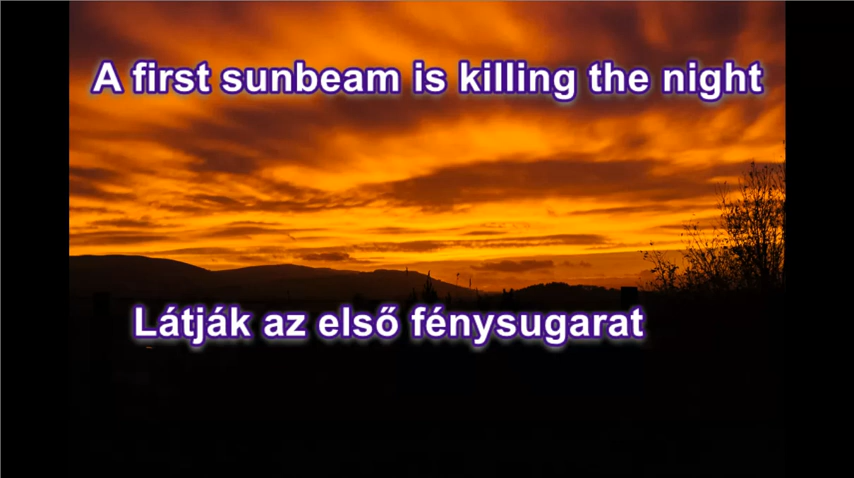 A first sunbeam is killing the night
Látják az első fénysugarat